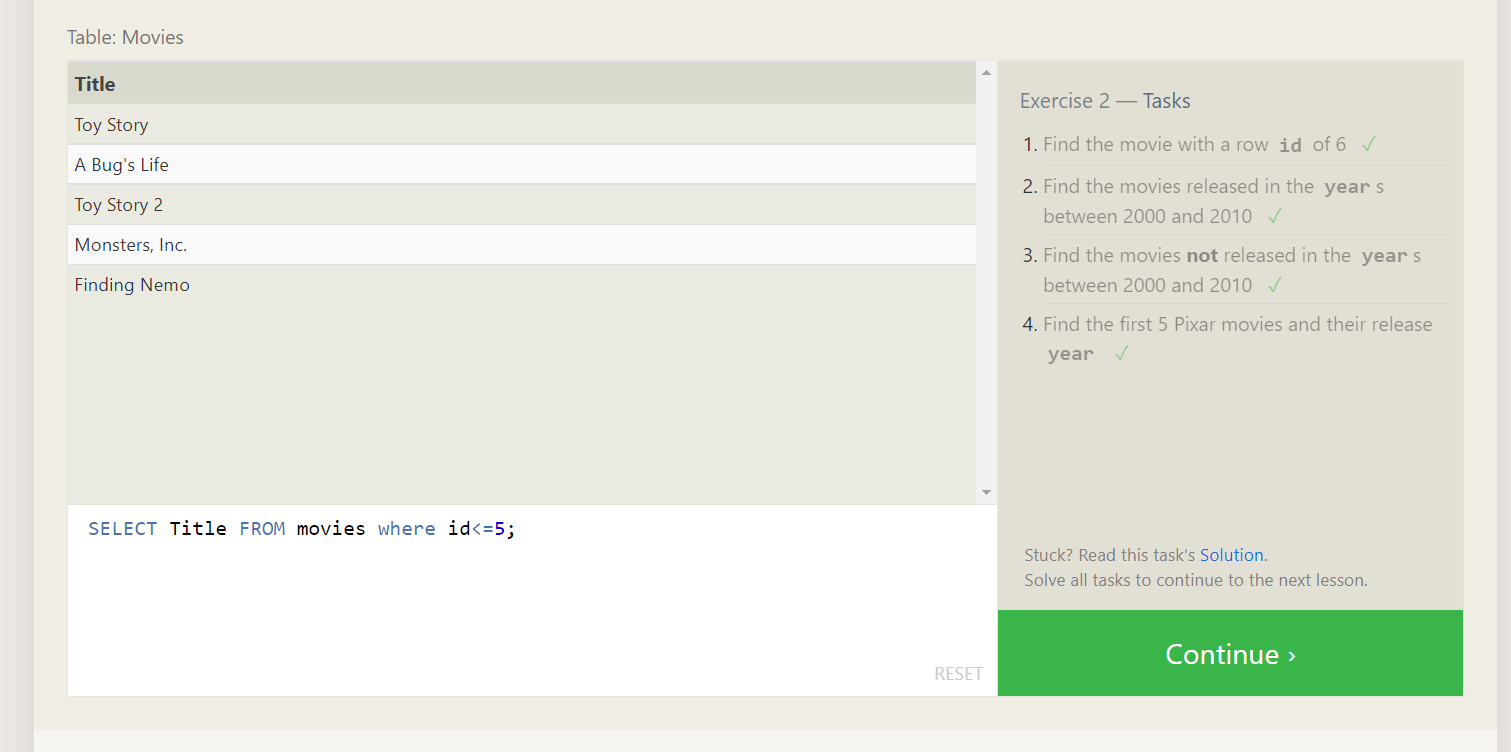 Table: Movies
Title
Toy Story
A Bug's Life
Toy Story 2
Monsters, Inc.
Finding Nemo
SELECT Title FROM movies where id<=5;
RESET
Exercise 2 — Tasks
1. Find the movie with a row id of 6 ✓
2. Find the movies released in the year s
between 2000 and 2010 ✓
3. Find the movies not released in the year s
between 2000 and 2010 ✓
4. Find the first 5 Pixar movies and their release
year ✓
Stuck? Read this task's Solution.
Solve all tasks to continue to the next lesson.
Continue ›